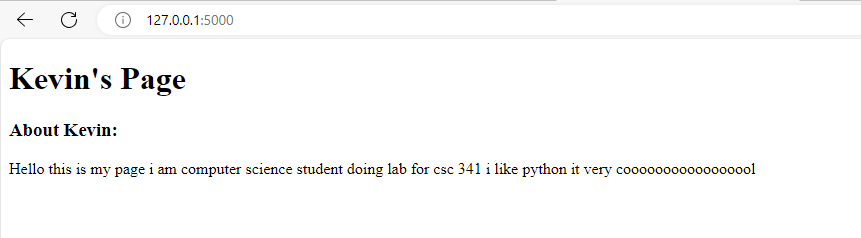 127.0.0.1:5000
Kevin's Page
About Kevin:
Hello this is my page i am computer science student doing lab for csc 341 i like python it very cooooooooooooooool